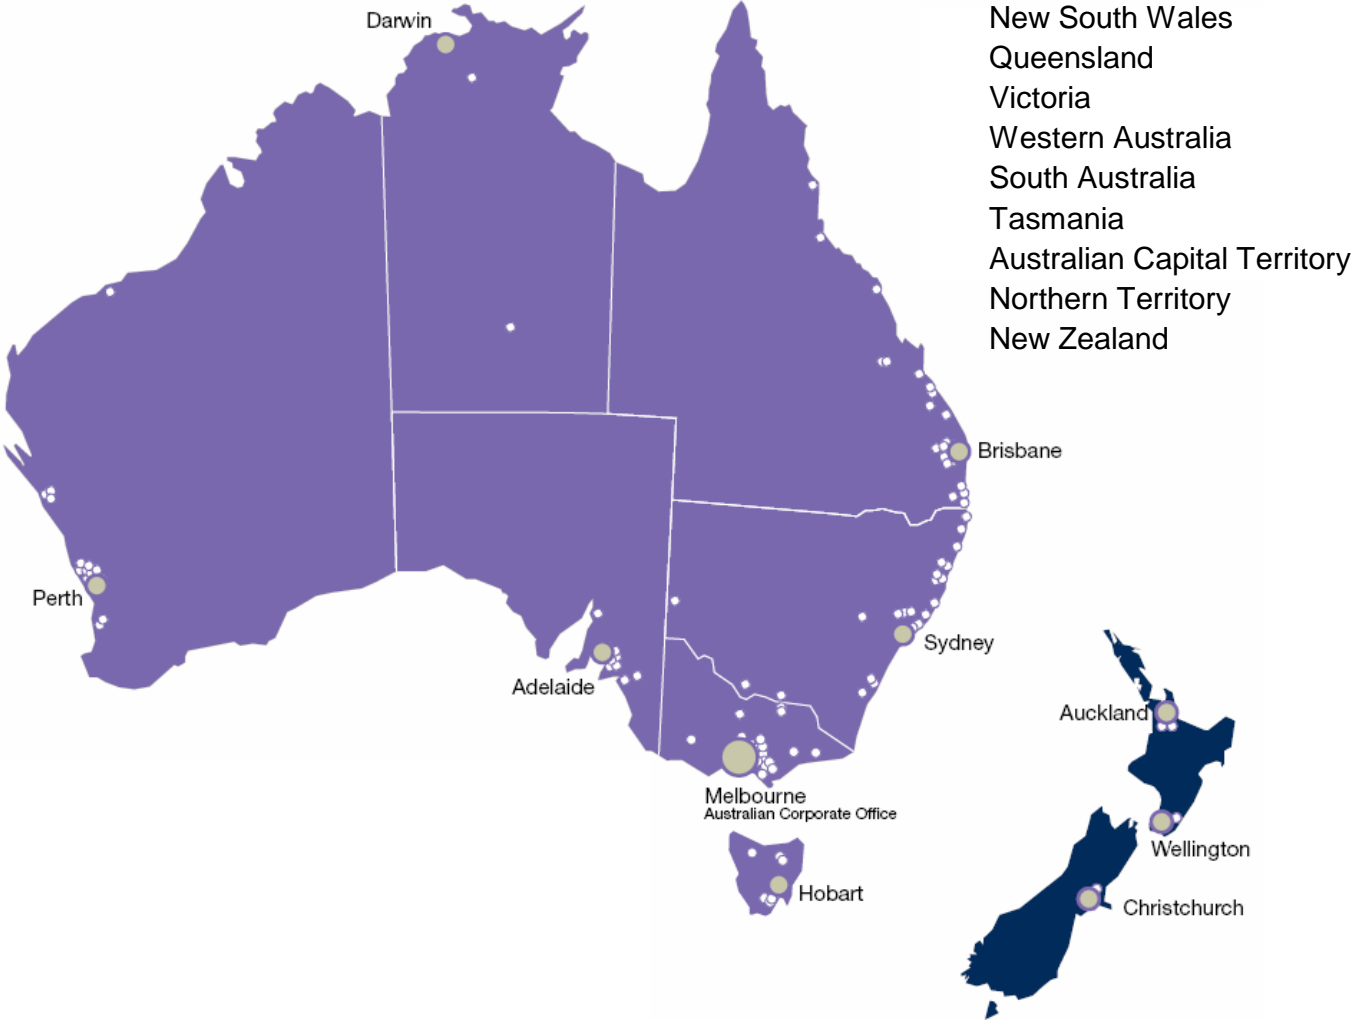 Darwin
New South Wales
Queensland
Victoria
Western Australia
South Australia
Tasmania
Australian Capital Territory
Northern Territory
New Zealand
Brisbane
Perth
Sydney
Adelaide
Auckland
Melbourne
Australian Corporate Office
Wellington
Hobart
Christchurch